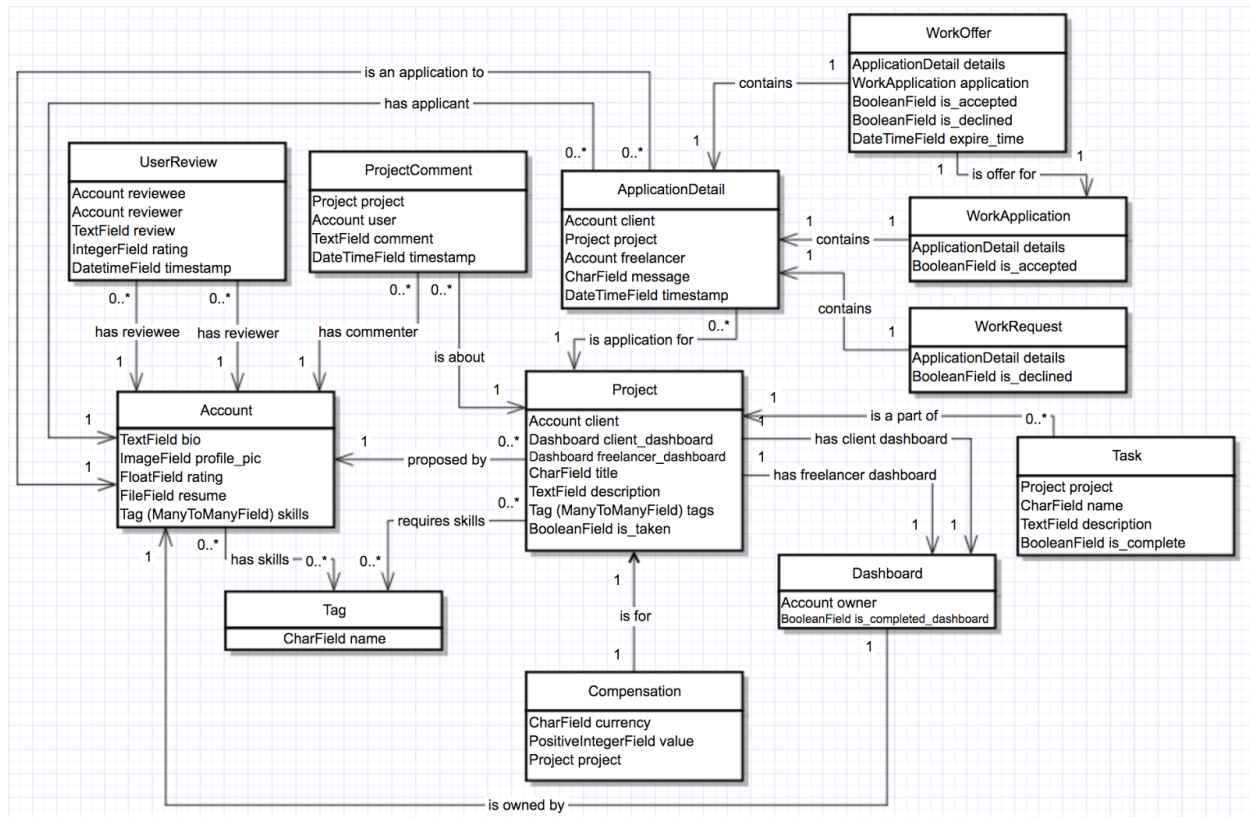 WorkOffer
ApplicationDetail details
WorkApplication application
BooleanField is_accepted
BooleanField is_declined
DateTimeField expire_time
is an application to
has applicant
contains
1
1
0..*
0..*
UserReview
Account reviewee
Account reviewer
TextField review
IntegerField rating
DatetimeField timestamp
ProjectComment
Project project
Account user
TextField comment
DateTimeField timestamp
ApplicationDetail
Account client
Project project
Account freelancer
CharField message
DateTimeField timestamp
1
is offer for
1
WorkApplication
ApplicationDetail details
BooleanField is_accepted
1
contains
1
1
contains
1
WorkRequest
ApplicationDetail details
BooleanField is_declined
0..*
0..*
0..*
0..*
0..*
has reviewee
has reviewer
has commenter
is about
1
is application for
1
1
1
1
Account
TextField bio
ImageField profile_pic
FloatField rating
FileField resume
Tag (ManyToManyField) skills
1
1
1
proposed by
0..*
requires skills
0..*
Project
Account client
Dashboard client_dashboard
Dashboard freelancer_dashboard
CharField title
TextField description
Tag (ManyToManyField) tags
BooleanField is_taken
1
is a part of
0..*
1
has client dashboard
1
has freelancer dashboard
1
1
Task
Project project
CharField name
TextField description
BooleanField is_complete
1
0..*
has skills
0..*
0..*
Tag
CharField name
1
is for
1
Dashboard
Account owner
BooleanField is_completed_dashboard
1
Compensation
CharField currency
PositiveIntegerField value
Project project
is owned by